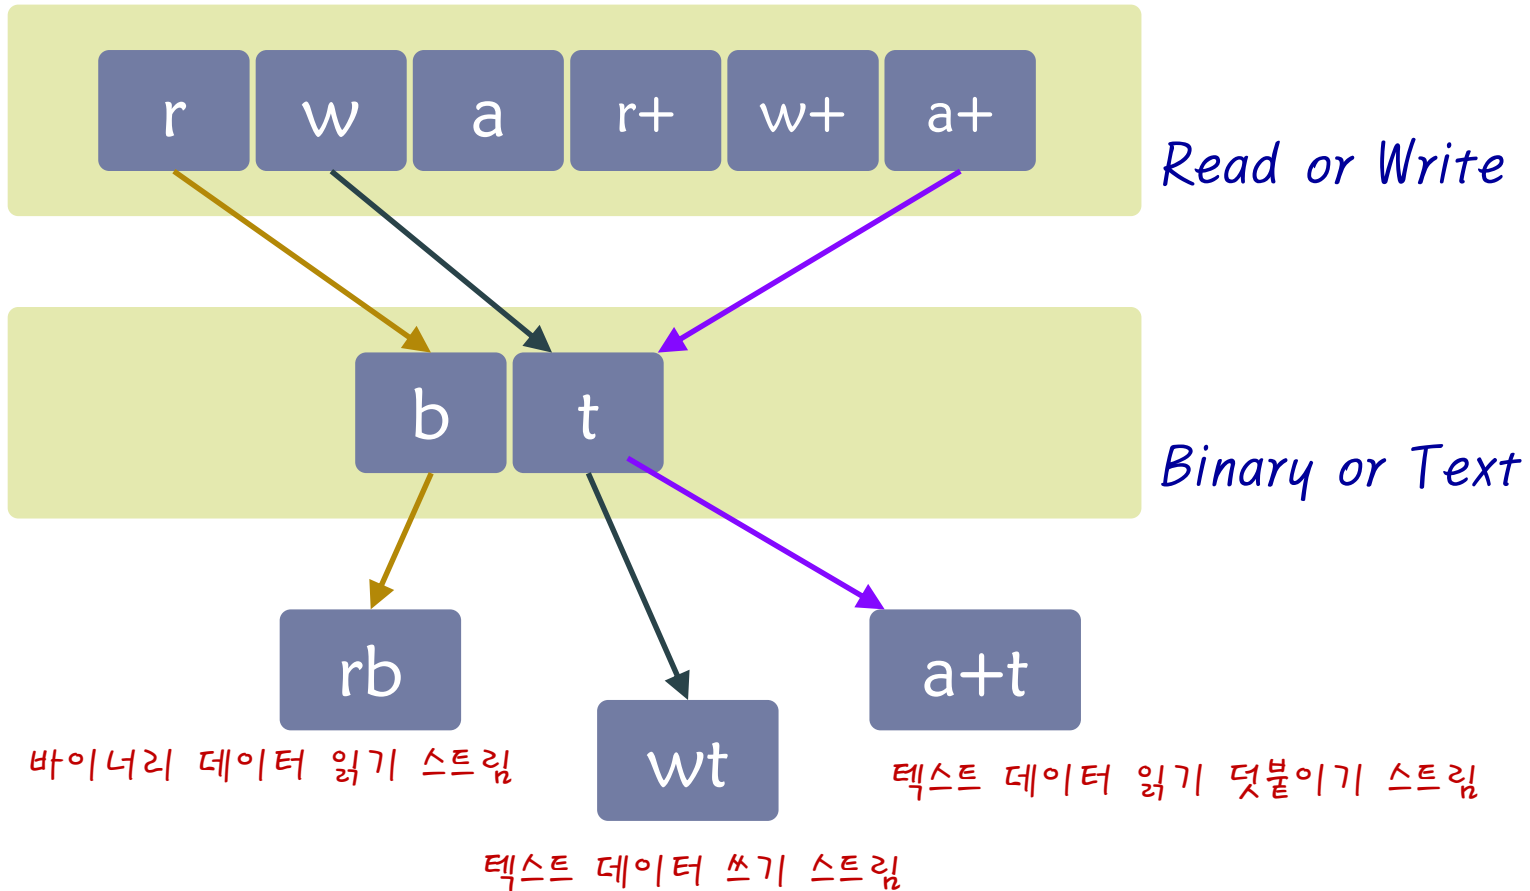 r w a r+ w+ a+
Read or Write
b t
Binary or Text
rb
바이너리 데이터 읽기 스트림
wt
텍스트 데이터 쓰기 스트림
a+t
텍스트 데이터 읽기 덧붙이기 스트림